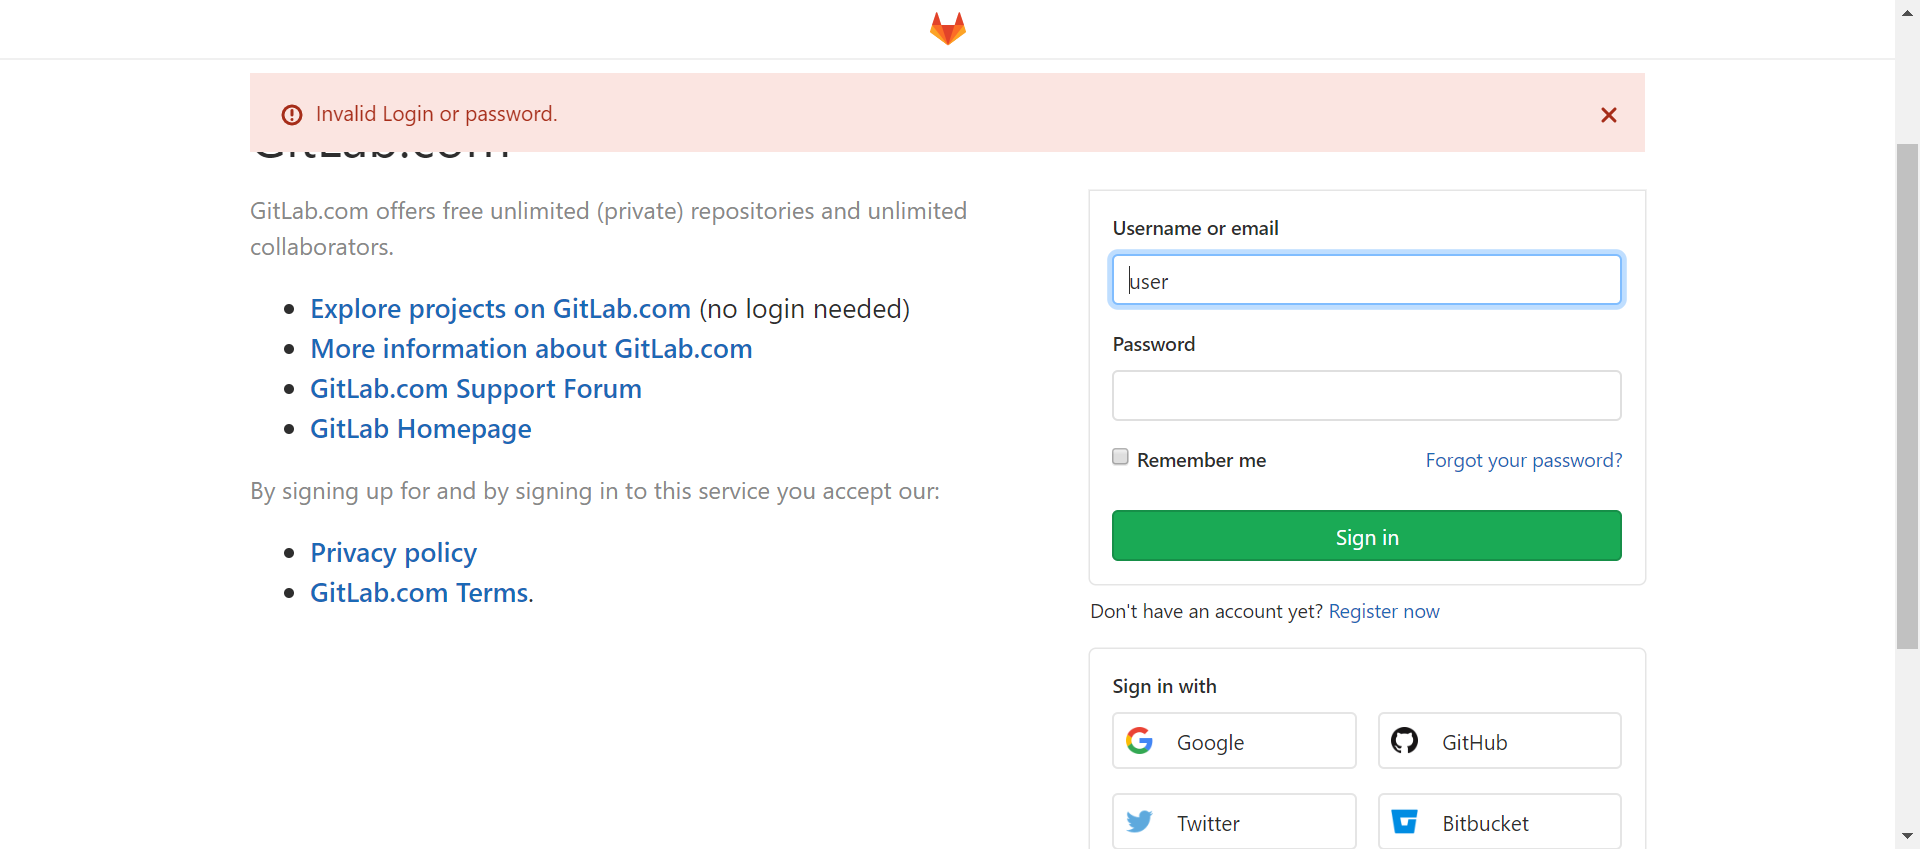 Invalid Login or password.
GitLab.com
GitLab.com offers free unlimited (private) repositories and unlimited
collaborators.
Explore projects on GitLab.com (no login needed)
More information about GitLab.com
GitLab.com Support Forum
GitLab Homepage
By signing up for and by signing in to this service you accept our:
Privacy policy
GitLab.com Terms.
Username or email
user
Password
Remember me
Forgot your password?
Sign in
Don't have an account yet? Register now
Sign in with
Google
GitHub
Twitter
Bitbucket